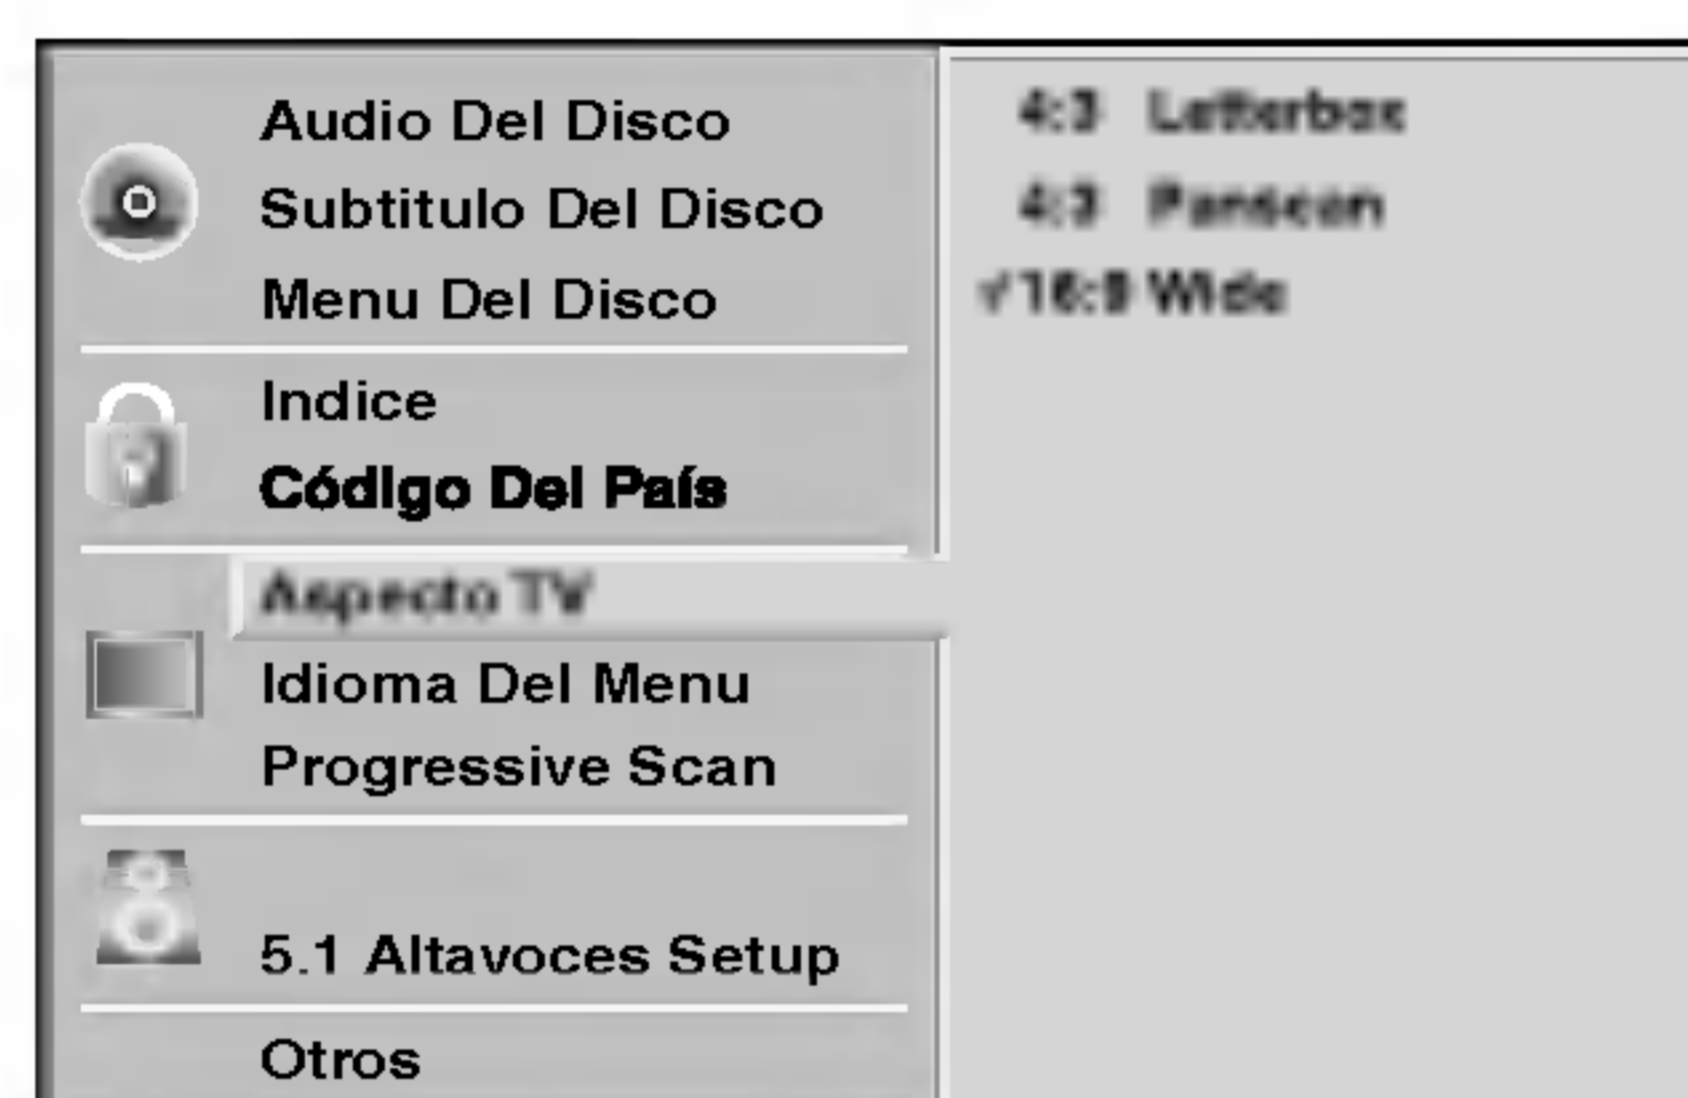 Audio Del Disco
Subtitulo Del Disco
Menu Del Disco
Indice
Código Del País
Aspecto TV
Idioma Del Menu
Progressive Scan
5.1 Altavoces Setup
Otros
4:3 Letterbox
4:3 Panscan
√16:9 Wide